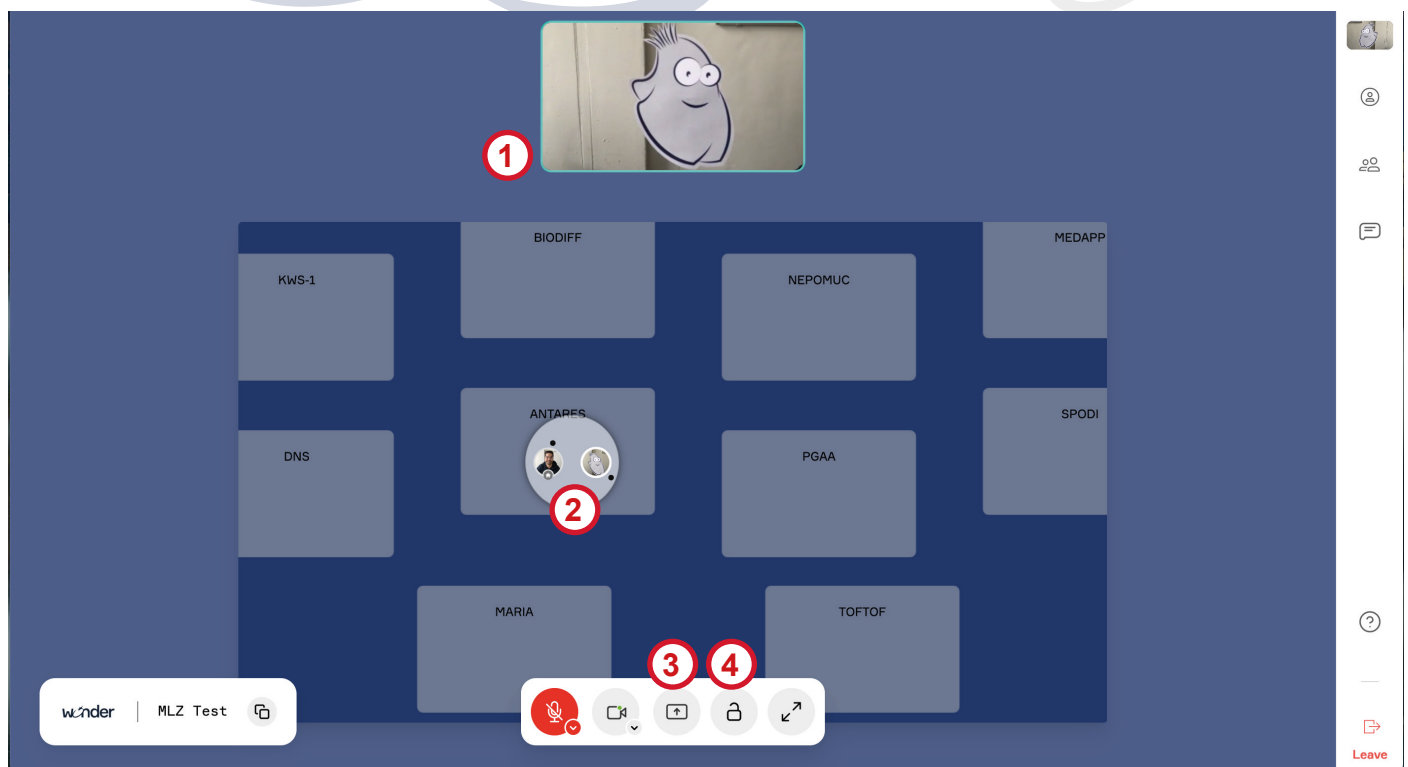 1
BIODIFF
MEDAPP
KWS-1
NEPOMUC
ANTARES
SPODI
DNS
PGAA
2
MARIA
TOFTOF
3
4
wonder
MLZ Test
?
Leave